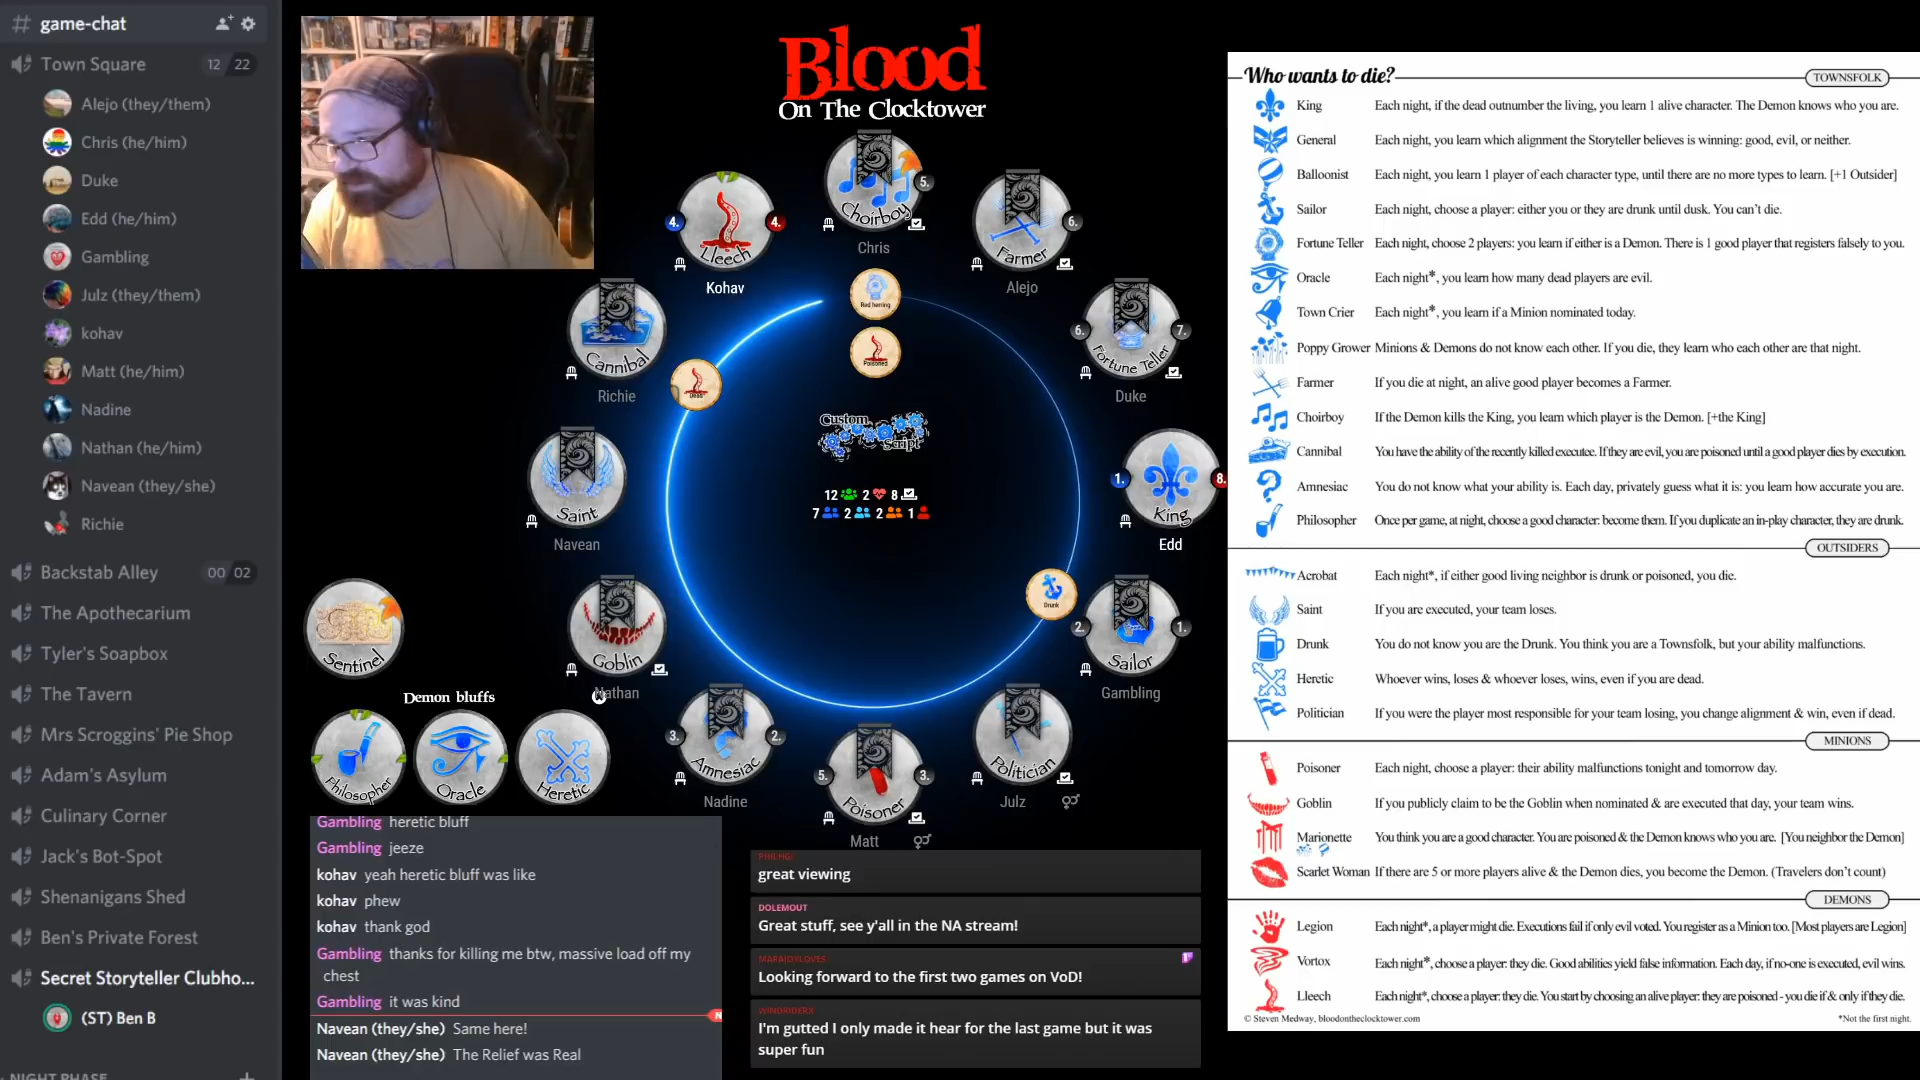 # game-chat
Town Square 12 22
Alejo (they/them)
Chris (he/him)
Duke
Edd (he/him)
Gambling
Julz (they/them)
kohav
Matt (he/him)
Nadine
Nathan (he/him)
Navean (they/she)
Richie
Backstab Alley 00 02
The Apothecarium
Tyler's Soapbox
The Tavern
Mrs Scroggins' Pie Shop
Adam's Asylum
Culinary Corner
Jack's Bot-Spot
Shenanigans Shed
Ben's Private Forest
Secret Storyteller Clubho...
(ST) Ben B
NIGHT PHASE +
Blood
On The Clocktower
Choirboy
5.
Chris
Lleech
4. 4.
Kohav
Farmer
6.
Alejo
Cannibal
Richie
Fortune Teller
6. 7.
Duke
Red herring
Poisoned
Dead
Custom
Script
Saint
Navean
King
1. 8.
Edd
12 2 8
7 2 2 1
Drunk
Sentinel
Goblin
Nathan
Sailor
2. 1.
Gambling
Demon bluffs
Philosopher
Oracle
Heretic
Amnesiac
3. 2.
Nadine
Poisoner
5. 3.
Matt
Politician
Julz
Gambling heretic bluff
Gambling jeeze
kohav yeah heretic bluff was like
kohav phew
kohav thank god
Gambling thanks for killing me btw, massive load off my
chest
Gambling it was kind
Navean (they/she) Same here!
Navean (they/she) The Relief was Real
great viewing
DOLEMOUT
Great stuff, see y'all in the NA stream!
Looking forward to the first two games on VoD!
WINDRIDERX
I'm gutted I only made it hear for the last game but it was
super fun
Who wants to die?
TOWNSFOLK
King Each night, if the dead outnumber the living, you learn 1 alive character. The Demon knows who you are.
General Each night, you learn which alignment the Storyteller believes is winning: good, evil, or neither.
Balloonist Each night, you learn 1 player of each character type, until there are no more types to learn. [+1 Outsider]
Sailor Each night, choose a player: either you or they are drunk until dusk. You can't die.
Fortune Teller Each night, choose 2 players: you learn if either is a Demon. There is 1 good player that registers falsely to you.
Oracle Each night*, you learn how many dead players are evil.
Town Crier Each night*, you learn if a Minion nominated today.
Poppy Grower Minions & Demons do not know each other. If you die, they learn who each other are that night.
Farmer If you die at night, an alive good player becomes a Farmer.
Choirboy If the Demon kills the King, you learn which player is the Demon. [+the King]
Cannibal You have the ability of the recently killed executee. If they are evil, you are poisoned until a good player dies by execution.
Amnesiac You do not know what your ability is. Each day, privately guess what it is: you learn how accurate you are.
Philosopher Once per game, at night, choose a good character: become them. If you duplicate an in-play character, they are drunk.
OUTSIDERS
Acrobat Each night*, if either good living neighbor is drunk or poisoned, you die.
Saint If you are executed, your team loses.
Drunk You do not know you are the Drunk. You think you are a Townsfolk, but your ability malfunctions.
Heretic Whoever wins, loses & whoever loses, wins, even if you are dead.
Politician If you were the player most responsible for your team losing, you change alignment & win, even if dead.
MINIONS
Poisoner Each night, choose a player: their ability malfunctions tonight and tomorrow day.
Goblin If you publicly claim to be the Goblin when nominated & are executed that day, your team wins.
Marionette You think you are a good character. You are poisoned & the Demon knows who you are. [You neighbor the Demon]
Scarlet Woman If there are 5 or more players alive & the Demon dies, you become the Demon. (Travelers don't count)
DEMONS
Legion Each night*, a player might die. Executions fail if only evil voted. You register as a Minion too. [Most players are Legion]
Vortox Each night*, choose a player: they die. Good abilities yield false information. Each day, if no-one is executed, evil wins.
Lleech Each night*, choose a player: they die. You start by choosing an alive player: they are poisoned - you die if & only if they die.
© Steven Medway, bloodontheclocktower.com *Not the first night.